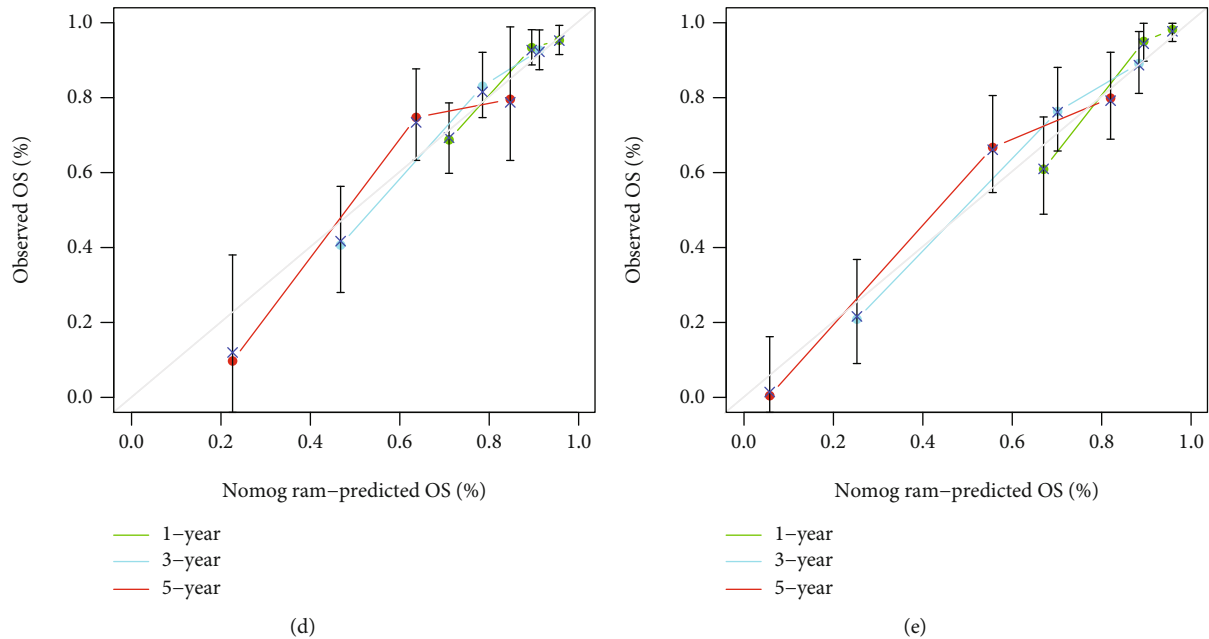 1.0
0.8
0.6
0.4
0.2
0.0
Observed OS (%)
0.0 0.2 0.4 0.6 0.8 1.0
Nomog ram−predicted OS (%)
1−year
3−year
5−year
(d)
1.0
0.8
0.6
0.4
0.2
0.0
Observed OS (%)
0.0 0.2 0.4 0.6 0.8 1.0
Nomog ram−predicted OS (%)
1−year
3−year
5−year
(e)